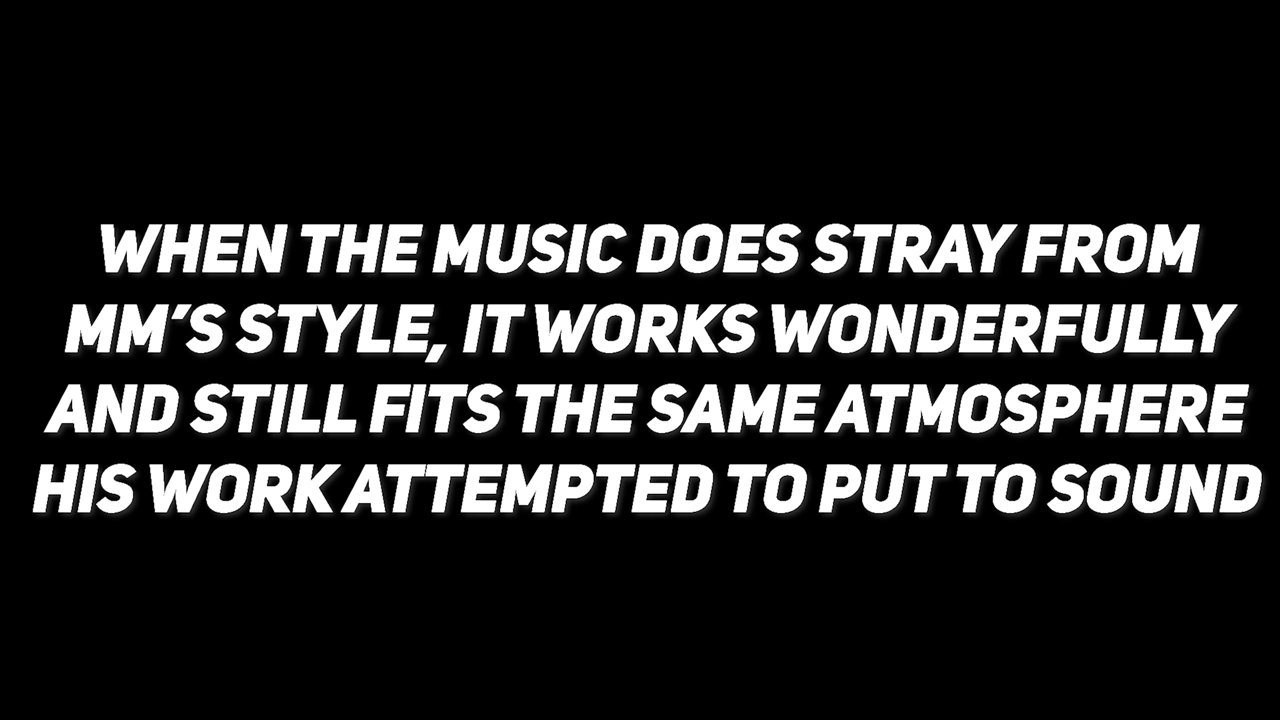 WHEN THE MUSIC DOES STRAY FROM
MM'S STYLE, IT WORKS WONDERFULLY
AND STILL FITS THE SAME ATMOSPHERE
HIS WORK ATTEMPTED TO PUT TO SOUND